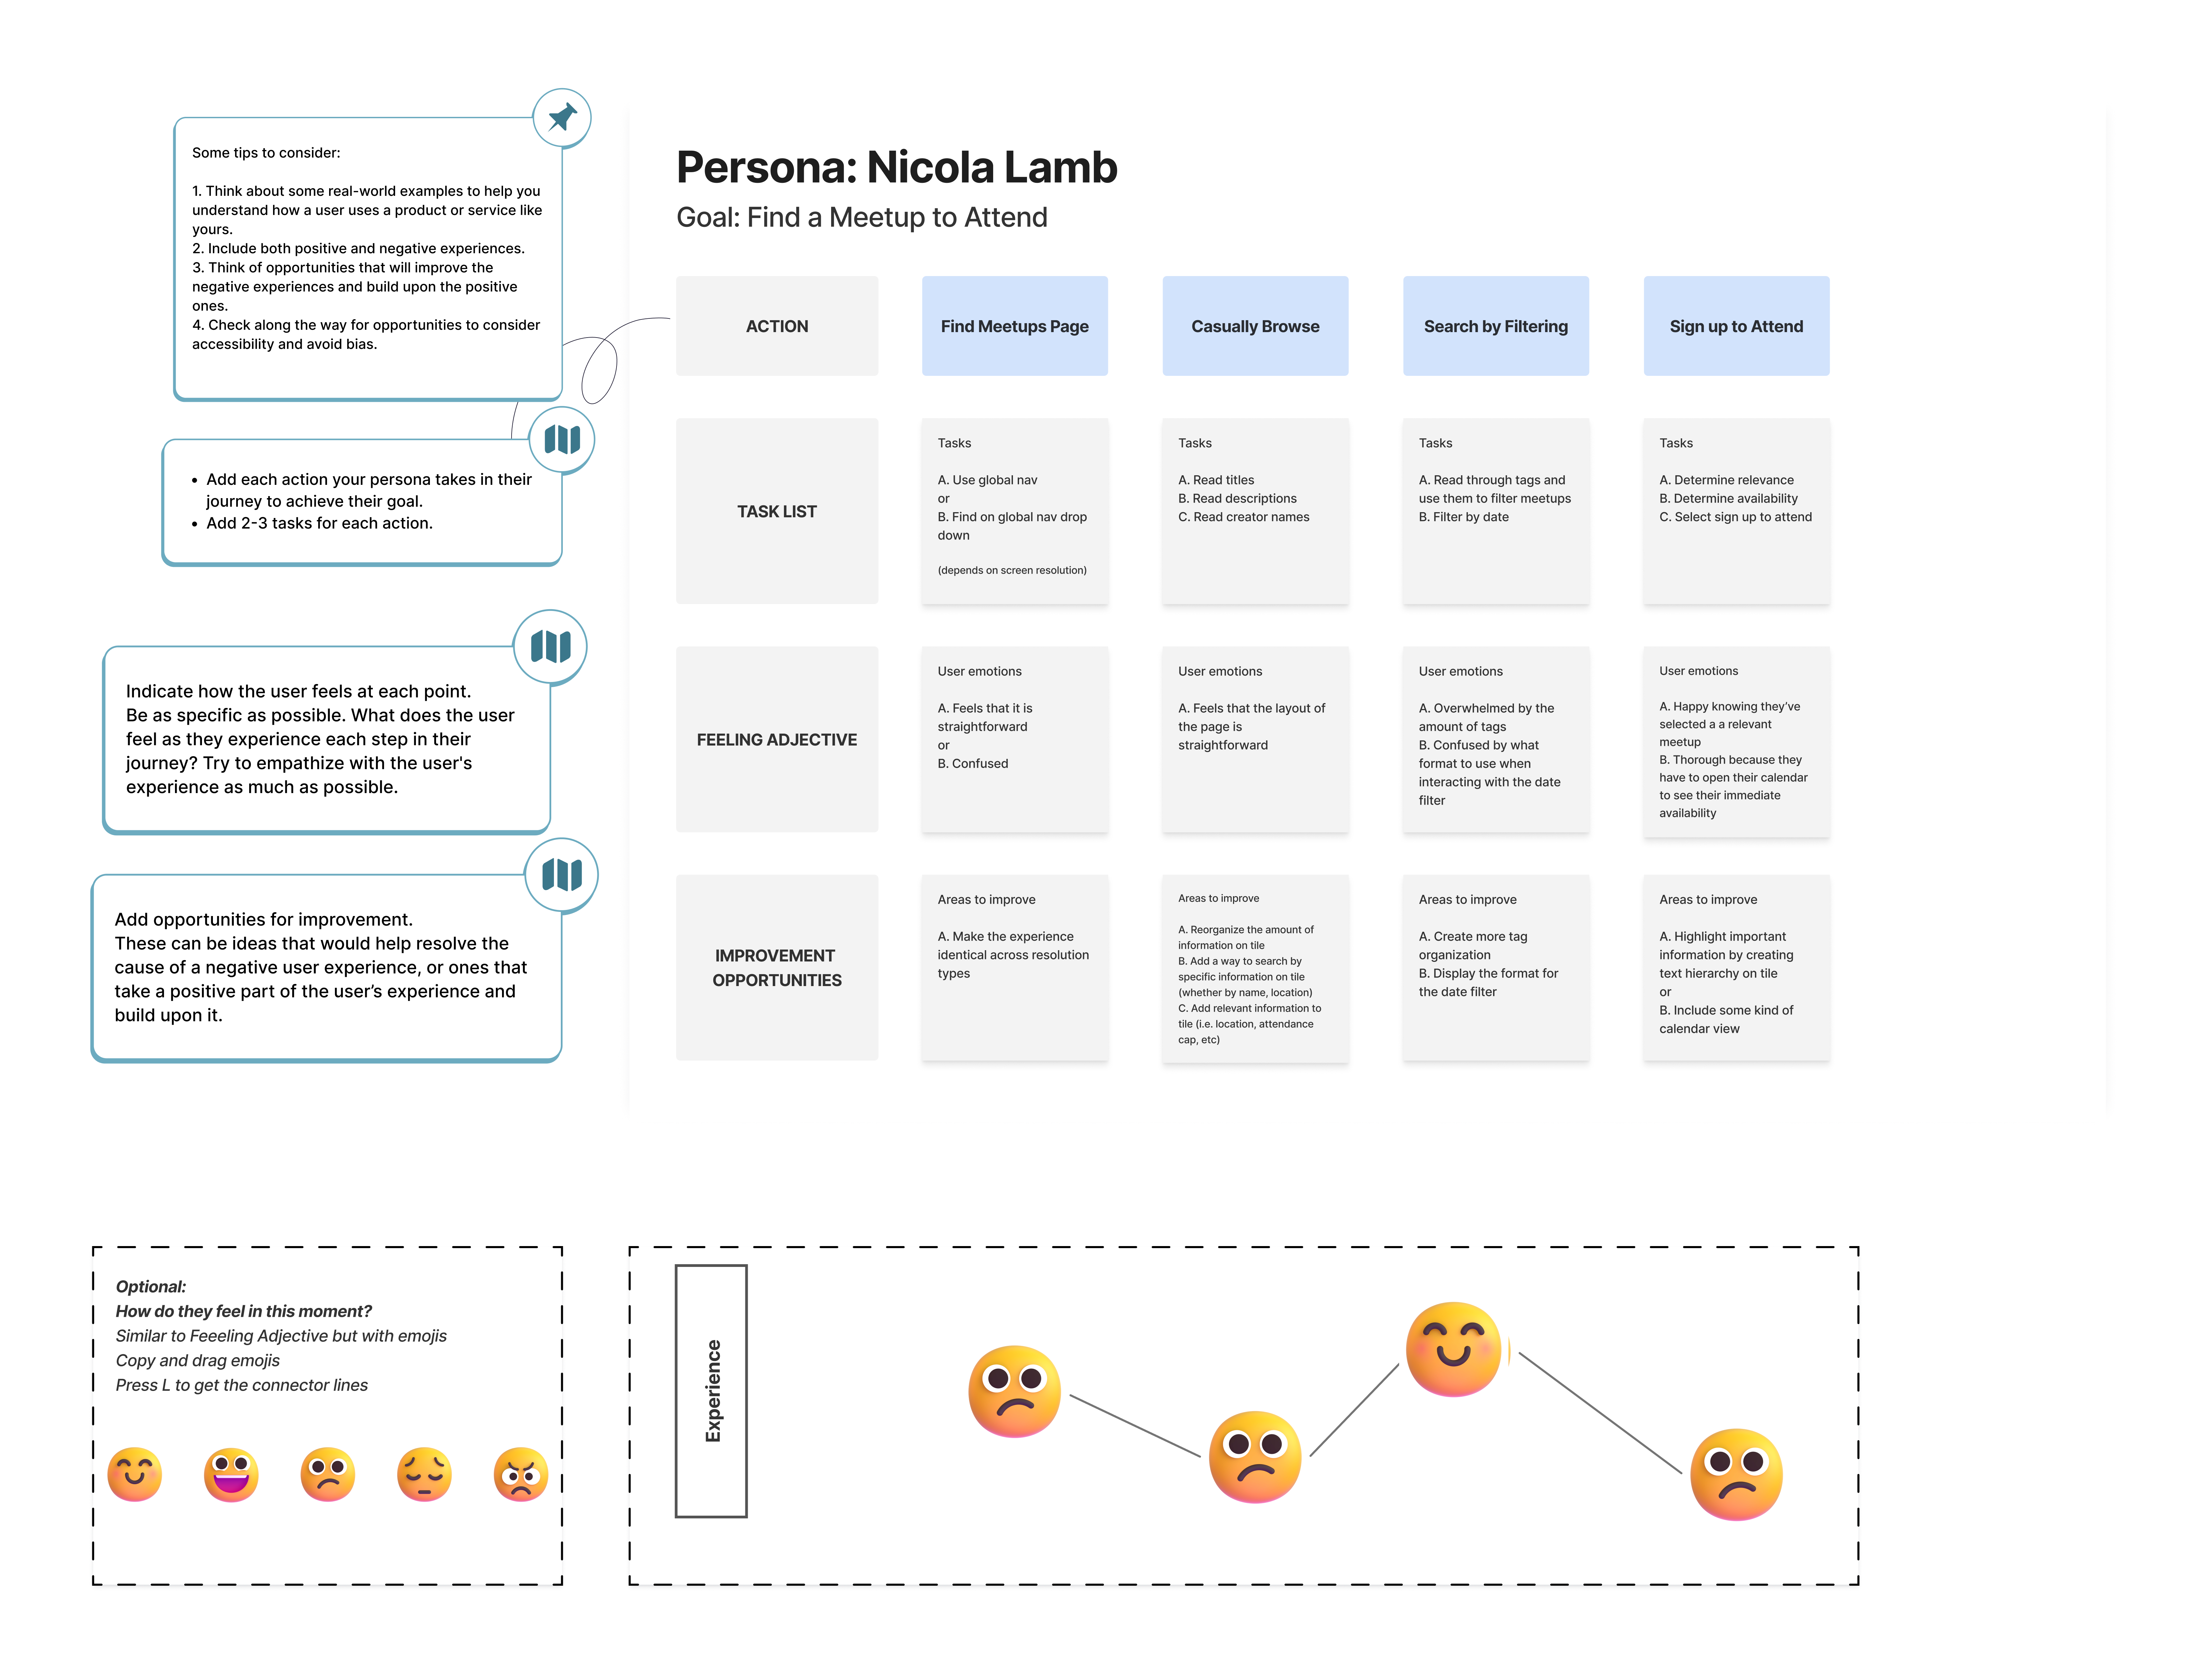 Some tips to consider:
1. Think about some real-world examples to help you
understand how a user uses a product or service like
yours.
2. Include both positive and negative experiences.
3. Think of opportunities that will improve the
negative experiences and build upon the positive
ones.
4. Check along the way for opportunities to consider
accessibility and avoid bias.
• Add each action your persona takes in their
journey to achieve their goal.
• Add 2-3 tasks for each action.
Indicate how the user feels at each point.
Be as specific as possible. What does the user
feel as they experience each step in their
journey? Try to empathize with the user's
experience as much as possible.
Add opportunities for improvement.
These can be ideas that would help resolve the
cause of a negative user experience, or ones that
take a positive part of the user’s experience and
build upon it.
Persona: Nicola Lamb
Goal: Find a Meetup to Attend
ACTION
Find Meetups Page
Casually Browse
Search by Filtering
Sign up to Attend
TASK LIST
Tasks
A. Use global nav
or
B. Find on global nav drop
down
(depends on screen resolution)
Tasks
A. Read titles
B. Read descriptions
C. Read creator names
Tasks
A. Read through tags and
use them to filter meetups
B. Filter by date
Tasks
A. Determine relevance
B. Determine availability
C. Select sign up to attend
FEELING ADJECTIVE
User emotions
A. Feels that it is
straightforward
or
B. Confused
User emotions
A. Feels that the layout of
the page is
straightforward
User emotions
A. Overwhelmed by the
amount of tags
B. Confused by what
format to use when
interacting with the date
filter
User emotions
A. Happy knowing they’ve
selected a a relevant
meetup
B. Thorough because they
have to open their calendar
to see their immediate
availability
IMPROVEMENT
OPPORTUNITIES
Areas to improve
A. Make the experience
identical across resolution
types
Areas to improve
A. Reorganize the amount of
information on tile
B. Add a way to search by
specific information on tile
(whether by name, location)
C. Add relevant information to
tile (i.e. location, attendance
cap, etc)
Areas to improve
A. Create more tag
organization
B. Display the format for
the date filter
Areas to improve
A. Highlight important
information by creating
text hierarchy on tile
or
B. Include some kind of
calendar view
Optional:
How do they feel in this moment?
Similar to Feeeling Adjective but with emojis
Copy and drag emojis
Press L to get the connector lines
Experience